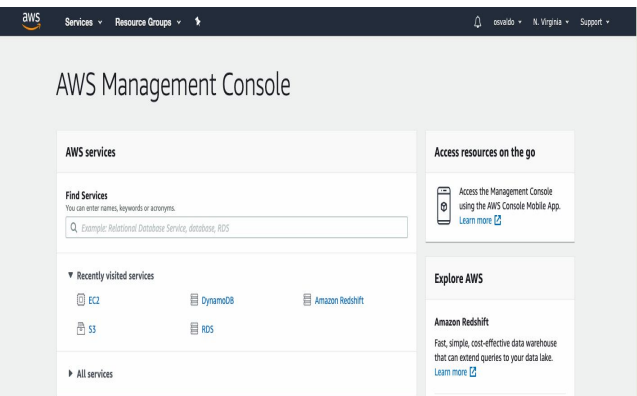 aws
Services
Resource Groups
osvaldo
N. Virginia
Support
AWS Management Console
AWS services
Find Services
You can enter names, keywords or acronyms.
Example: Relational Database Service, database, RDS
Recently visited services
EC2
DynamoDB
Amazon Redshift
S3
RDS
All services
Access resources on the go
Access the Management Console
using the AWS Console Mobile App.
Learn more
Explore AWS
Amazon Redshift
Fast, simple, cost-effective data warehouse
that can extend queries to your data lake.
Learn more